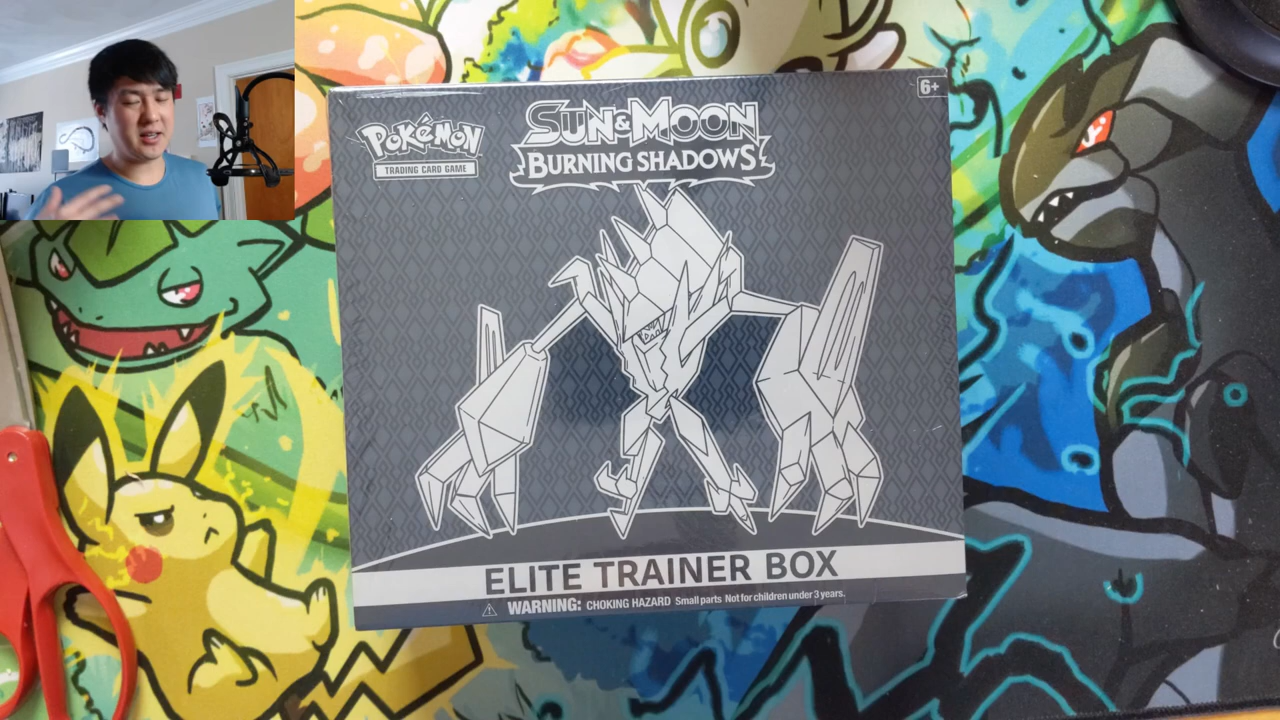 6+
POKÉMON
TRADING CARD GAME
SUN & MOON
BURNING SHADOWS
ELITE TRAINER BOX
WARNING: CHOKING HAZARD Small parts Not for children under 3 years.